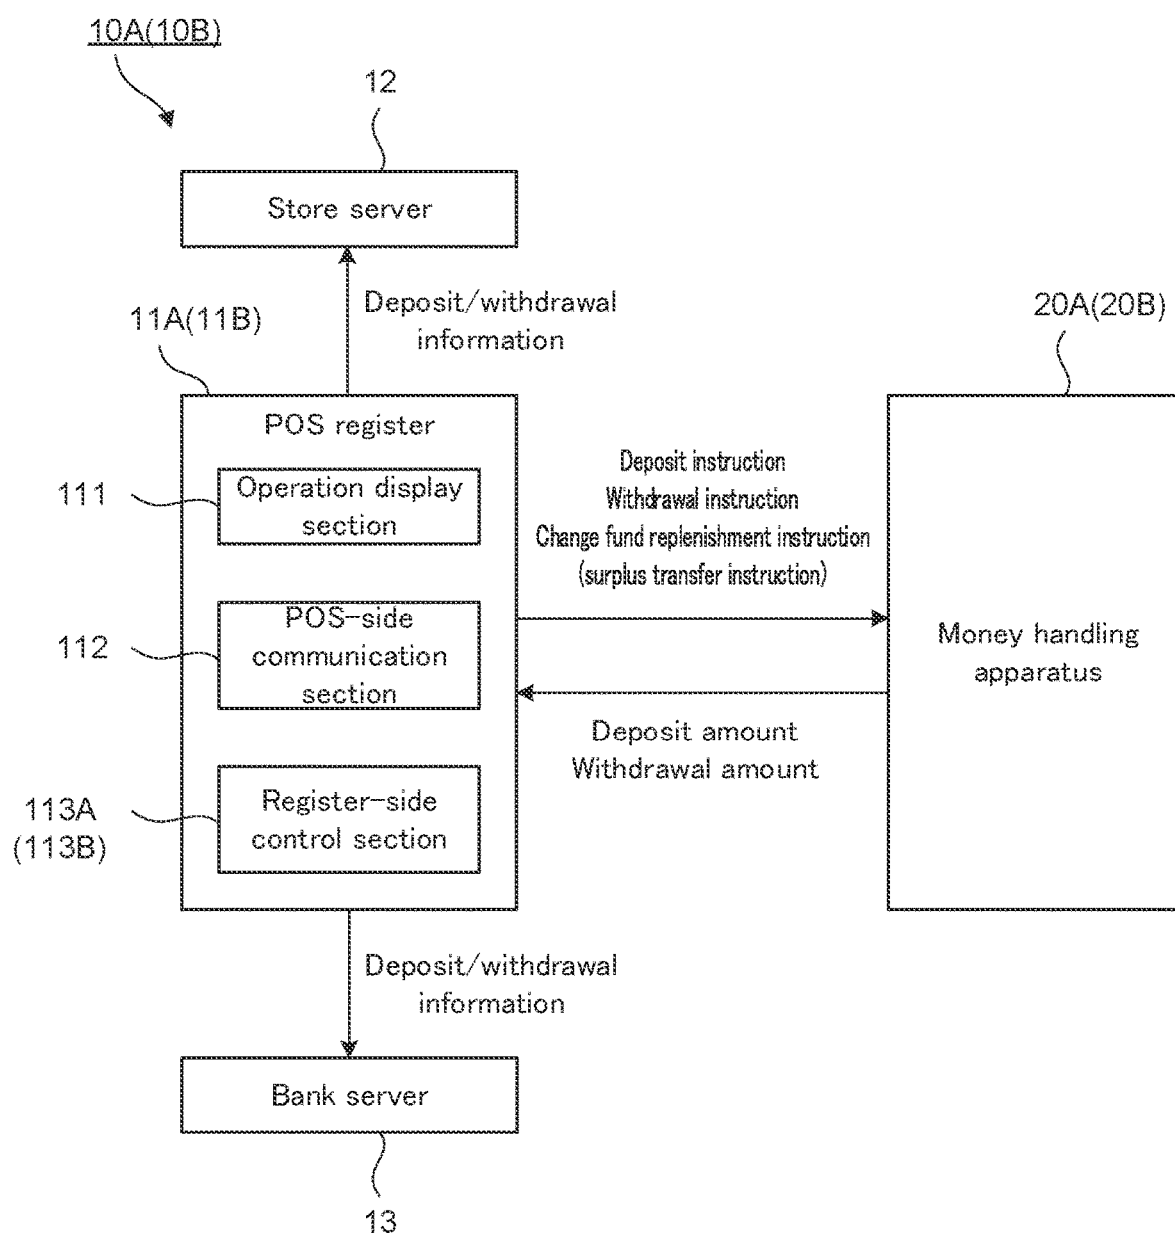 10A(10B)
12
Store server
Deposit/withdrawal
information
11A(11B)
20A(20B)
POS register
111
Operation display
section
112
POS-side
communication
section
113A
(113B)
Register-side
control section
Deposit instruction
Withdrawal instruction
Change fund replenishment instruction
(surplus transfer instruction)
Deposit amount
Withdrawal amount
Money handling
apparatus
Deposit/withdrawal
information
Bank server
13